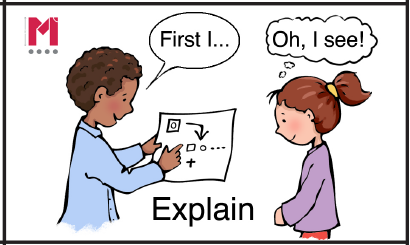 M
First I...
Oh, I see!
Explain